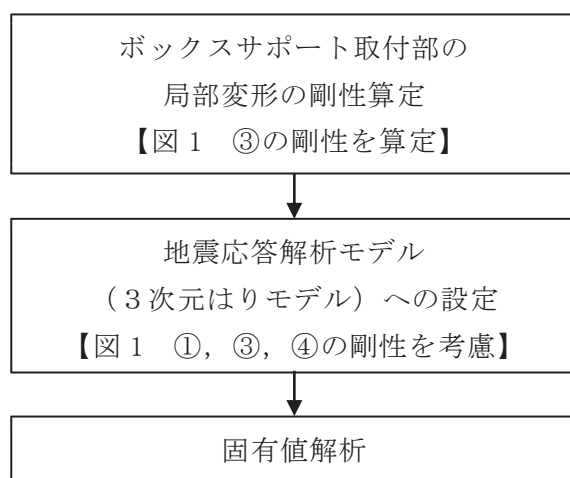 ボックスサポート取付部の
局部変形の剛性算定
【図1　③の剛性を算定】
地震応答解析モデル
（３次元はりモデル）への設定
【図1　①，③，④の剛性を考慮】
固有値解析